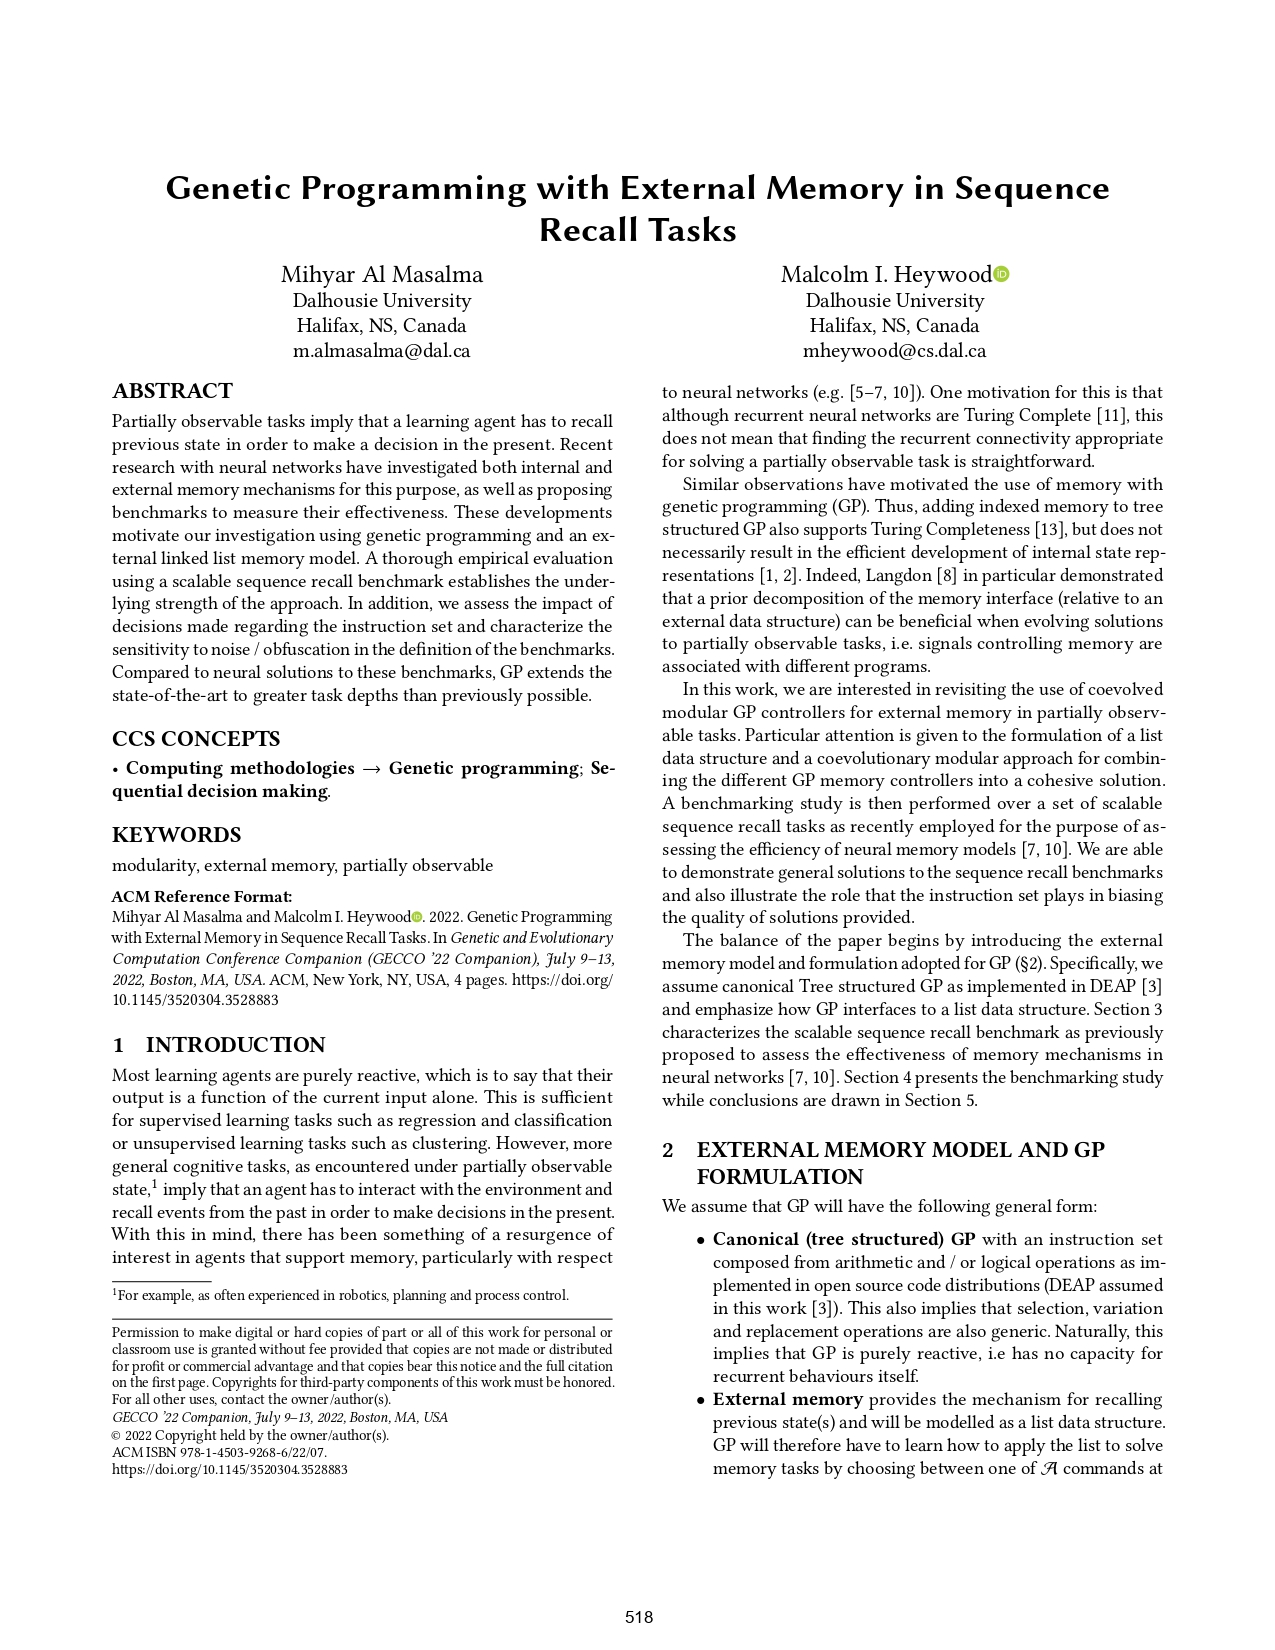 Genetic Programming with External Memory in Sequence
Recall Tasks
Mihyar Al Masalma
Dalhousie University
Halifax, NS, Canada
m.almasalma@dal.ca
Malcolm I. Heywood
Dalhousie University
Halifax, NS, Canada
mheywood@cs.dal.ca
ABSTRACT
Partially observable tasks imply that a learning agent has to recall
previous state in order to make a decision in the present. Recent
research with neural networks have investigated both internal and
external memory mechanisms for this purpose, as well as proposing
benchmarks to measure their effectiveness. These developments
motivate our investigation using genetic programming and an ex-
ternal linked list memory model. A thorough empirical evaluation
using a scalable sequence recall benchmark establishes the under-
lying strength of the approach. In addition, we assess the impact of
decisions made regarding the instruction set and characterize the
sensitivity to noise / obfuscation in the definition of the benchmarks.
Compared to neural solutions to these benchmarks, GP extends the
state-of-the-art to greater task depths than previously possible.
CCS CONCEPTS
• Computing methodologies → Genetic programming; Se-
quential decision making.
KEYWORDS
modularity, external memory, partially observable
ACM Reference Format:
Mihyar Al Masalma and Malcolm I. Heywood. 2022. Genetic Programming
with External Memory in Sequence Recall Tasks. In Genetic and Evolutionary
Computation Conference Companion (GECCO ’22 Companion), July 9–13,
2022, Boston, MA, USA. ACM, New York, NY, USA, 4 pages. https://doi.org/
10.1145/3520304.3528883
1 INTRODUCTION
Most learning agents are purely reactive, which is to say that their
output is a function of the current input alone. This is sufficient
for supervised learning tasks such as regression and classification
or unsupervised learning tasks such as clustering. However, more
general cognitive tasks, as encountered under partially observable
state,1 imply that an agent has to interact with the environment and
recall events from the past in order to make decisions in the present.
With this in mind, there has been something of a resurgence of
interest in agents that support memory, particularly with respect
1For example, as often experienced in robotics, planning and process control.
Permission to make digital or hard copies of part or all of this work for personal or
classroom use is granted without fee provided that copies are not made or distributed
for profit or commercial advantage and that copies bear this notice and the full citation
on the first page. Copyrights for third-party components of this work must be honored.
For all other uses, contact the owner/author(s).
GECCO ’22 Companion, July 9–13, 2022, Boston, MA, USA
© 2022 Copyright held by the owner/author(s).
ACM ISBN 978-1-4503-9268-6/22/07.
https://doi.org/10.1145/3520304.3528883
to neural networks (e.g. [5–7, 10]). One motivation for this is that
although recurrent neural networks are Turing Complete [11], this
does not mean that finding the recurrent connectivity appropriate
for solving a partially observable task is straightforward.
Similar observations have motivated the use of memory with
genetic programming (GP). Thus, adding indexed memory to tree
structured GP also supports Turing Completeness [13], but does not
necessarily result in the efficient development of internal state rep-
resentations [1, 2]. Indeed, Langdon [8] in particular demonstrated
that a prior decomposition of the memory interface (relative to an
external data structure) can be beneficial when evolving solutions
to partially observable tasks, i.e. signals controlling memory are
associated with different programs.
In this work, we are interested in revisiting the use of coevolved
modular GP controllers for external memory in partially observ-
able tasks. Particular attention is given to the formulation of a list
data structure and a coevolutionary modular approach for combin-
ing the different GP memory controllers into a cohesive solution.
A benchmarking study is then performed over a set of scalable
sequence recall tasks as recently employed for the purpose of as-
sessing the efficiency of neural memory models [7, 10]. We are able
to demonstrate general solutions to the sequence recall benchmarks
and also illustrate the role that the instruction set plays in biasing
the quality of solutions provided.
The balance of the paper begins by introducing the external
memory model and formulation adopted for GP (§2). Specifically, we
assume canonical Tree structured GP as implemented in DEAP [3]
and emphasize how GP interfaces to a list data structure. Section 3
characterizes the scalable sequence recall benchmark as previously
proposed to assess the effectiveness of memory mechanisms in
neural networks [7, 10]. Section 4 presents the benchmarking study
while conclusions are drawn in Section 5.
2 EXTERNAL MEMORY MODEL AND GP
FORMULATION
We assume that GP will have the following general form:
• Canonical (tree structured) GP with an instruction set
composed from arithmetic and / or logical operations as im-
plemented in open source code distributions (DEAP assumed
in this work [3]). This also implies that selection, variation
and replacement operations are also generic. Naturally, this
implies that GP is purely reactive, i.e has no capacity for
recurrent behaviours itself.
• External memory provides the mechanism for recalling
previous state(s) and will be modelled as a list data structure.
GP will therefore have to learn how to apply the list to solve
memory tasks by choosing between one of 𝒜 commands at
518